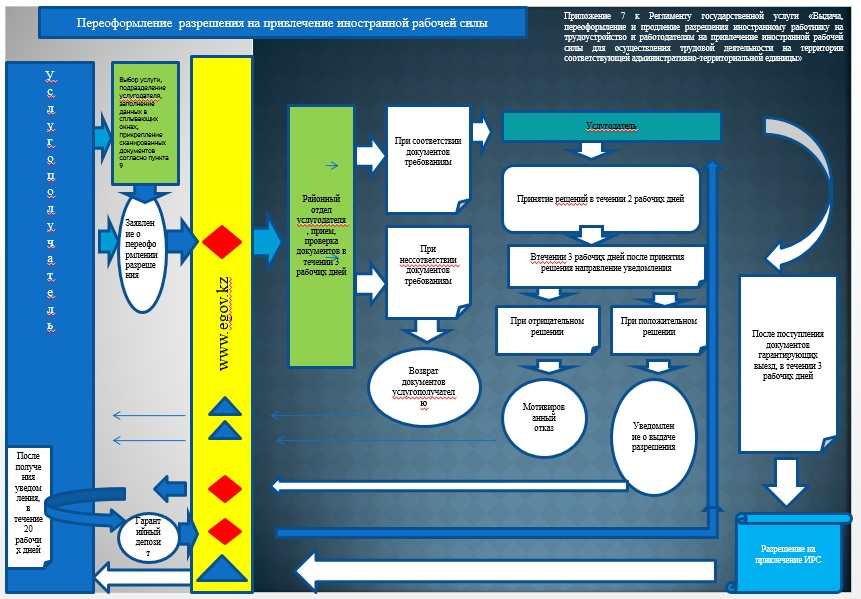 Переоформление разрешения на привлечение иностранной рабочей силы
Приложение 7 к Регламенту государственной услуги «Выдача,
переоформление и продление разрешения иностранному работнику на
трудоустройство и работодателям на привлечение иностранной рабочей
силы для осуществления трудовой деятельности на территории
соответствующей административно-территориальной единицы»
У
с
л
у
г
о
п
о
л
у
ч
а
т
е
л
ь
Выбор услуги,
подразделение
услугодателя,
заполнение
данных в
сплывающих
окнах,
прикрепление
сканированных
документов
согласно пункта
9
Заявлен
ие о
переофо
рмлении
разреше
ния
www.egov.kz
Районный
отдел
услугодателя
, прием,
проверка
документов в
течении 3
рабочих дней
При соответствии
документов
требованиям
При
нессответствии
документов
требованиям
Возврат
документов
услугополучател
ю
Услугодатель
Принятие решений в течении 2 рабочих дней
Втечении 3 рабочих дней после принятия
решения направление уведомления
При отрицательном
решении
При положительном
решении
Мотивиров
анный
отказ
Уведомлен
ие о выдаче
разрешения
После поступления
документов
гарантирующих
выезд, в течении 3
рабочих дней
Разрешение на
привлечение ИРС
После
получе
ния
уведом
ления,
в
течение
20
рабочи
х дней
Гарант
ийный
депози
т